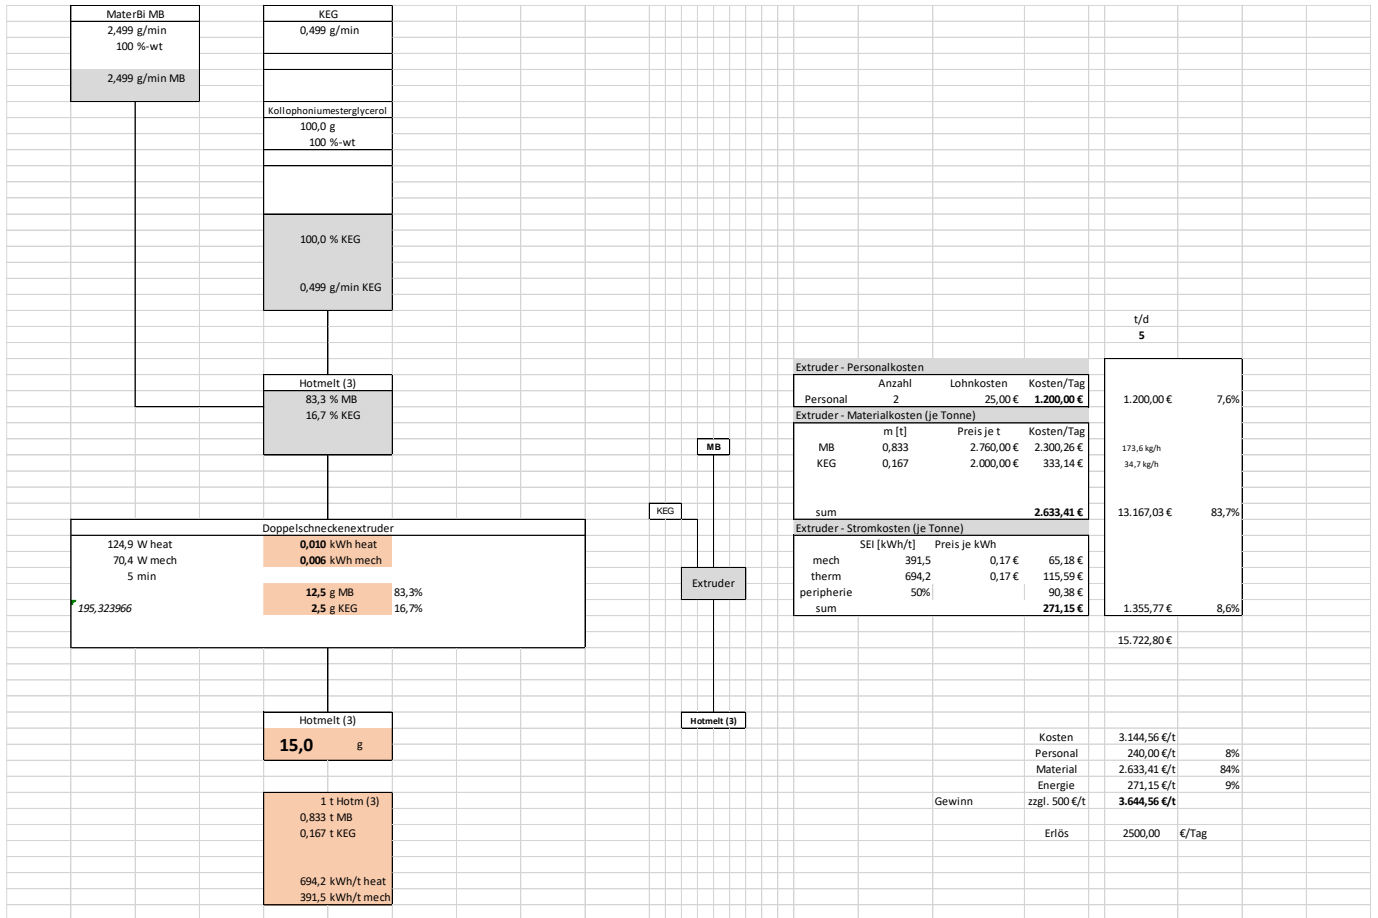 MaterBi MB
2,499 g/min
100 %-wt
2,499 g/min MB
KEG
0,499 g/min
Kollophoniumesterglycerol
100,0 g
100 %-wt
100,0 % KEG
0,499 g/min KEG
Hotmelt (3)
83,3 % MB
16,7 % KEG
Doppelschneckenextruder
124,9 W heat 0,010 kWh heat
70,4 W mech 0,006 kWh mech
5 min
12,5 g MB 83,3%
195,323966 2,5 g KEG 16,7%
Hotmelt (3)
15,0 g
1 t Hotm (3)
0,833 t MB
0,167 t KEG
694,2 kWh/t heat
391,5 kWh/t mech
MB
KEG
Extruder
Hotmelt (3)
t/d
5
Extruder - Personalkosten
Anzahl Lohnkosten Kosten/Tag
Personal 2 25,00 € 1.200,00 € 1.200,00 € 7,6%
Extruder - Materialkosten (je Tonne)
m [t] Preis je t Kosten/Tag
MB 0,833 2.760,00 € 2.300,26 € 173,6 kg/h
KEG 0,167 2.000,00 € 333,14 € 34,7 kg/h
sum 2.633,41 € 13.167,03 € 83,7%
Extruder - Stromkosten (je Tonne)
SEI [kWh/t] Preis je kWh
mech 391,5 0,17 € 65,18 €
therm 694,2 0,17 € 115,59 €
peripherie 50% 90,38 €
sum 271,15 € 1.355,77 € 8,6%
15.722,80 €
Kosten 3.144,56 €/t
Personal 240,00 €/t 8%
Material 2.633,41 €/t 84%
Energie 271,15 €/t 9%
Gewinn zzgl. 500 €/t 3.644,56 €/t
Erlös 2500,00 €/Tag